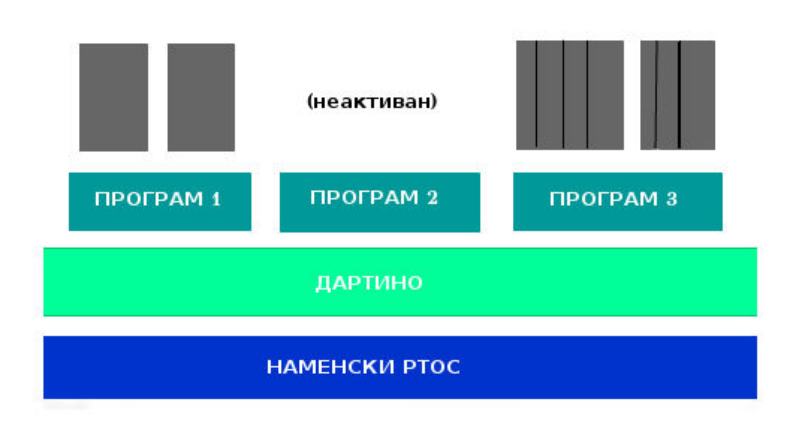 (неактиван)
ПРОГРАМ 1
ПРОГРАМ 2
ПРОГРАМ 3
ДАРТИНО
НАМЕНСКИ РТОС